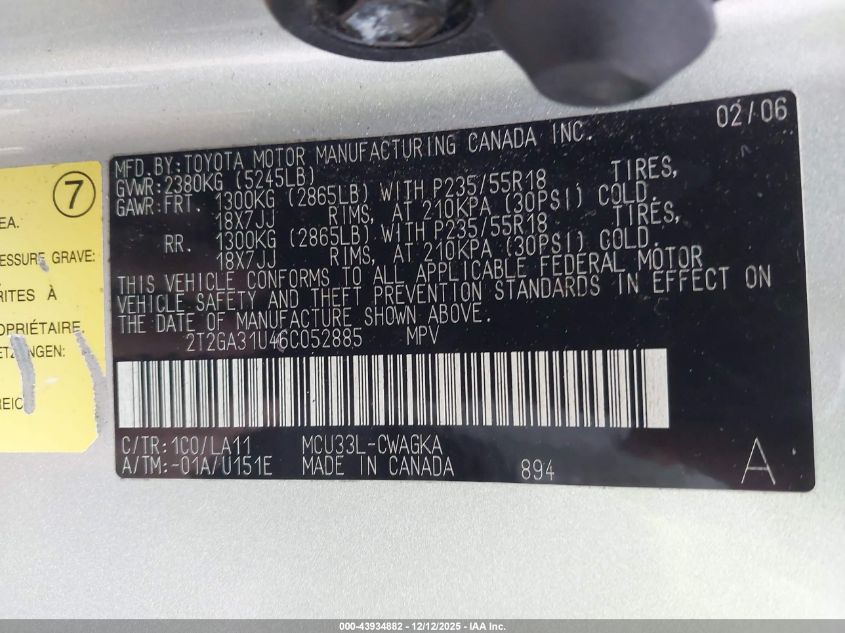 02/06
MFD.BY:TOYOTA MOTOR MANUFACTURING CANADA INC.
GVWR:2380KG (5245LB)
GAWR:FRT. 1300KG (2865LB) WITH P235/55R18 TIRES,
18X7JJ RIMS, AT 210KPA (30PSI) COLD.
RR. 1300KG (2865LB) WITH P235/55R18 TIRES,
18X7JJ RIMS, AT 210KPA (30PSI) COLD.
THIS VEHICLE CONFORMS TO ALL APPLICABLE FEDERAL MOTOR
VEHICLE SAFETY AND THEFT PREVENTION STANDARDS IN EFFECT ON
THE DATE OF MANUFACTURE SHOWN ABOVE.
2T2GA31U46C052885 MPV
C/TR:1C0/LA11 MCU33L-CWAGKA
A/TM:-01A/U151E MADE IN CANADA 894 A
7
EA.
ESSURE GRAVE:
RITES À
OPRIÉTAIRE.
ETZUNGEN:
REIC
000-43934882 - 12/12/2025 - IAA Inc.